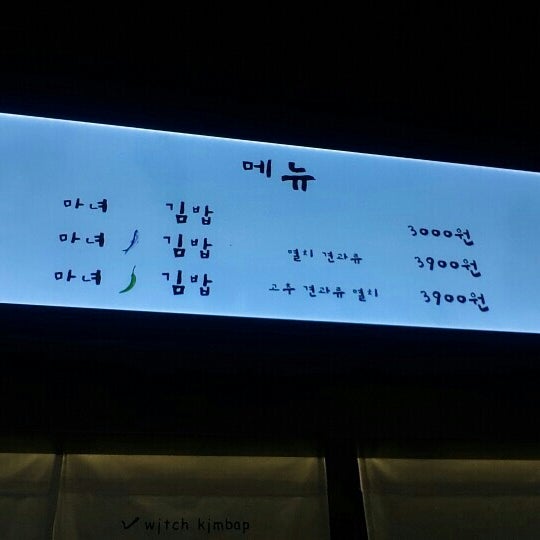 메뉴
마녀 김밥 3000원
마녀 김밥 멸치 견과류 3900원
마녀 김밥 고추 견과류 멸치 3900원
witch kimbap